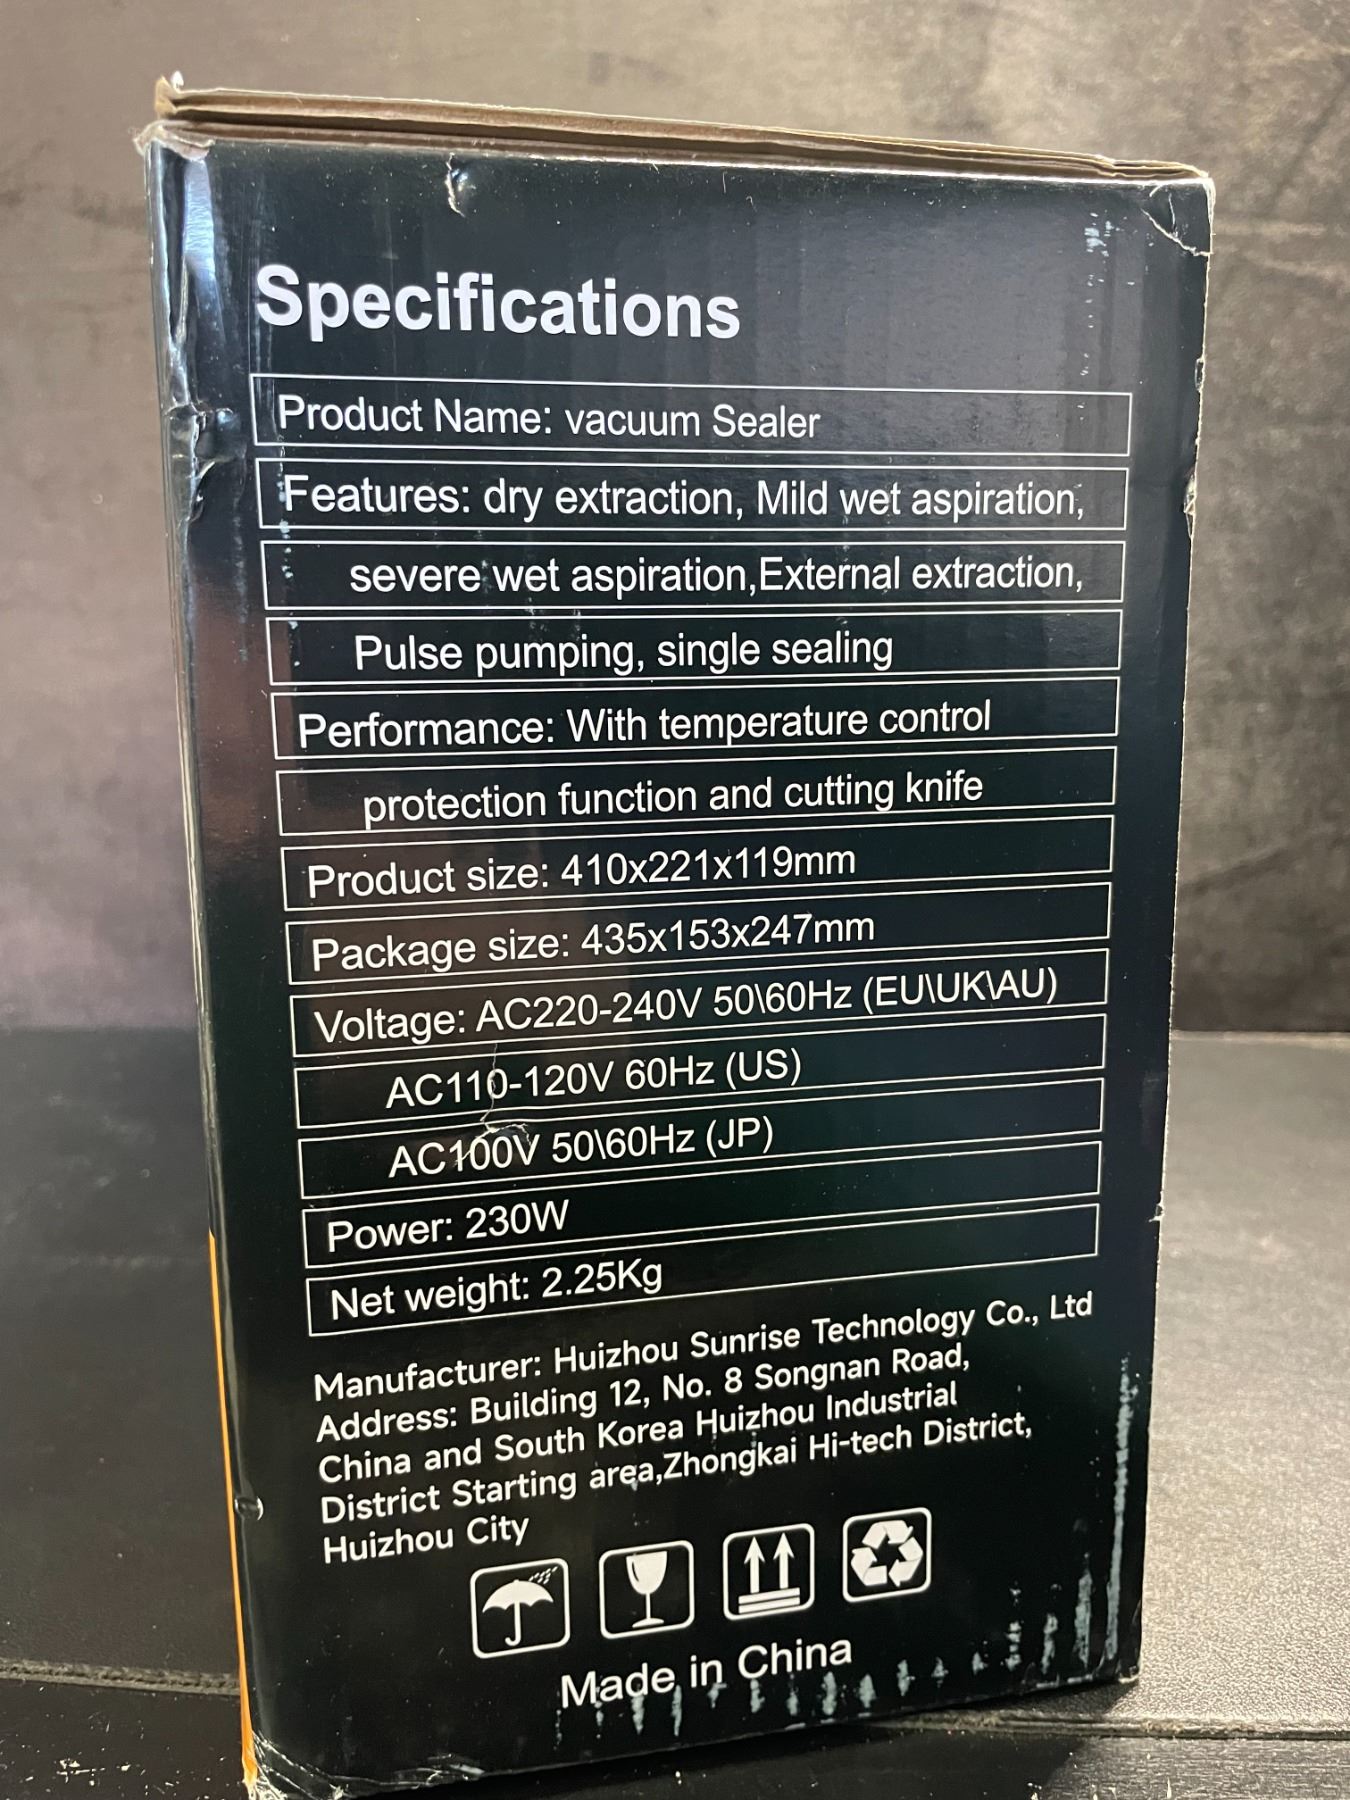 Specifications
Product Name: vacuum Sealer
Features: dry extraction, Mild wet aspiration,
severe wet aspiration,External extraction,
Pulse pumping, single sealing
Performance: With temperature control
protection function and cutting knife
Product size: 410x221x119mm
Package size: 435x153x247mm
Voltage: AC220-240V 50\60Hz (EU\UK\AU)
AC110-120V 60Hz (US)
AC100V 50\60Hz (JP)
Power: 230W
Net weight: 2.25Kg
Manufacturer: Huizhou Sunrise Technology Co., Ltd
Address: Building 12, No. 8 Songnan Road,
China and South Korea Huizhou Industrial
District Starting area,Zhongkai Hi-tech District,
Huizhou City
Made in China